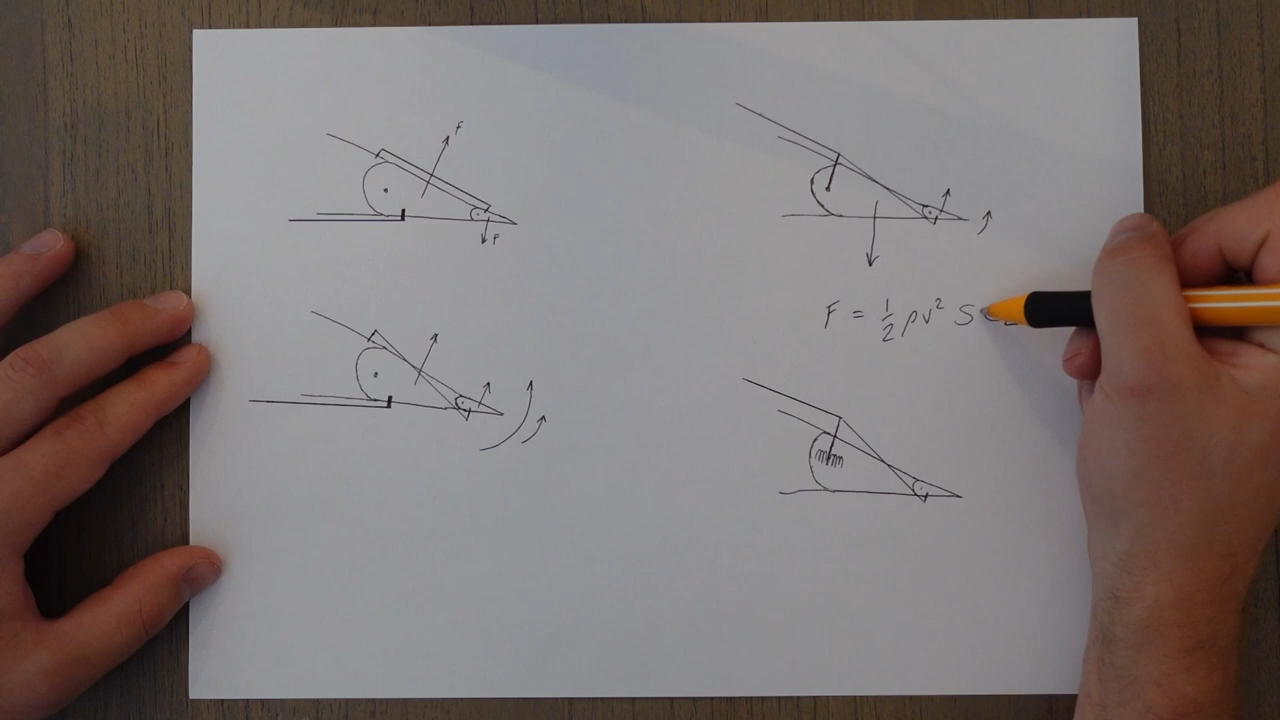 F
F
F = 1/2 ρv² S